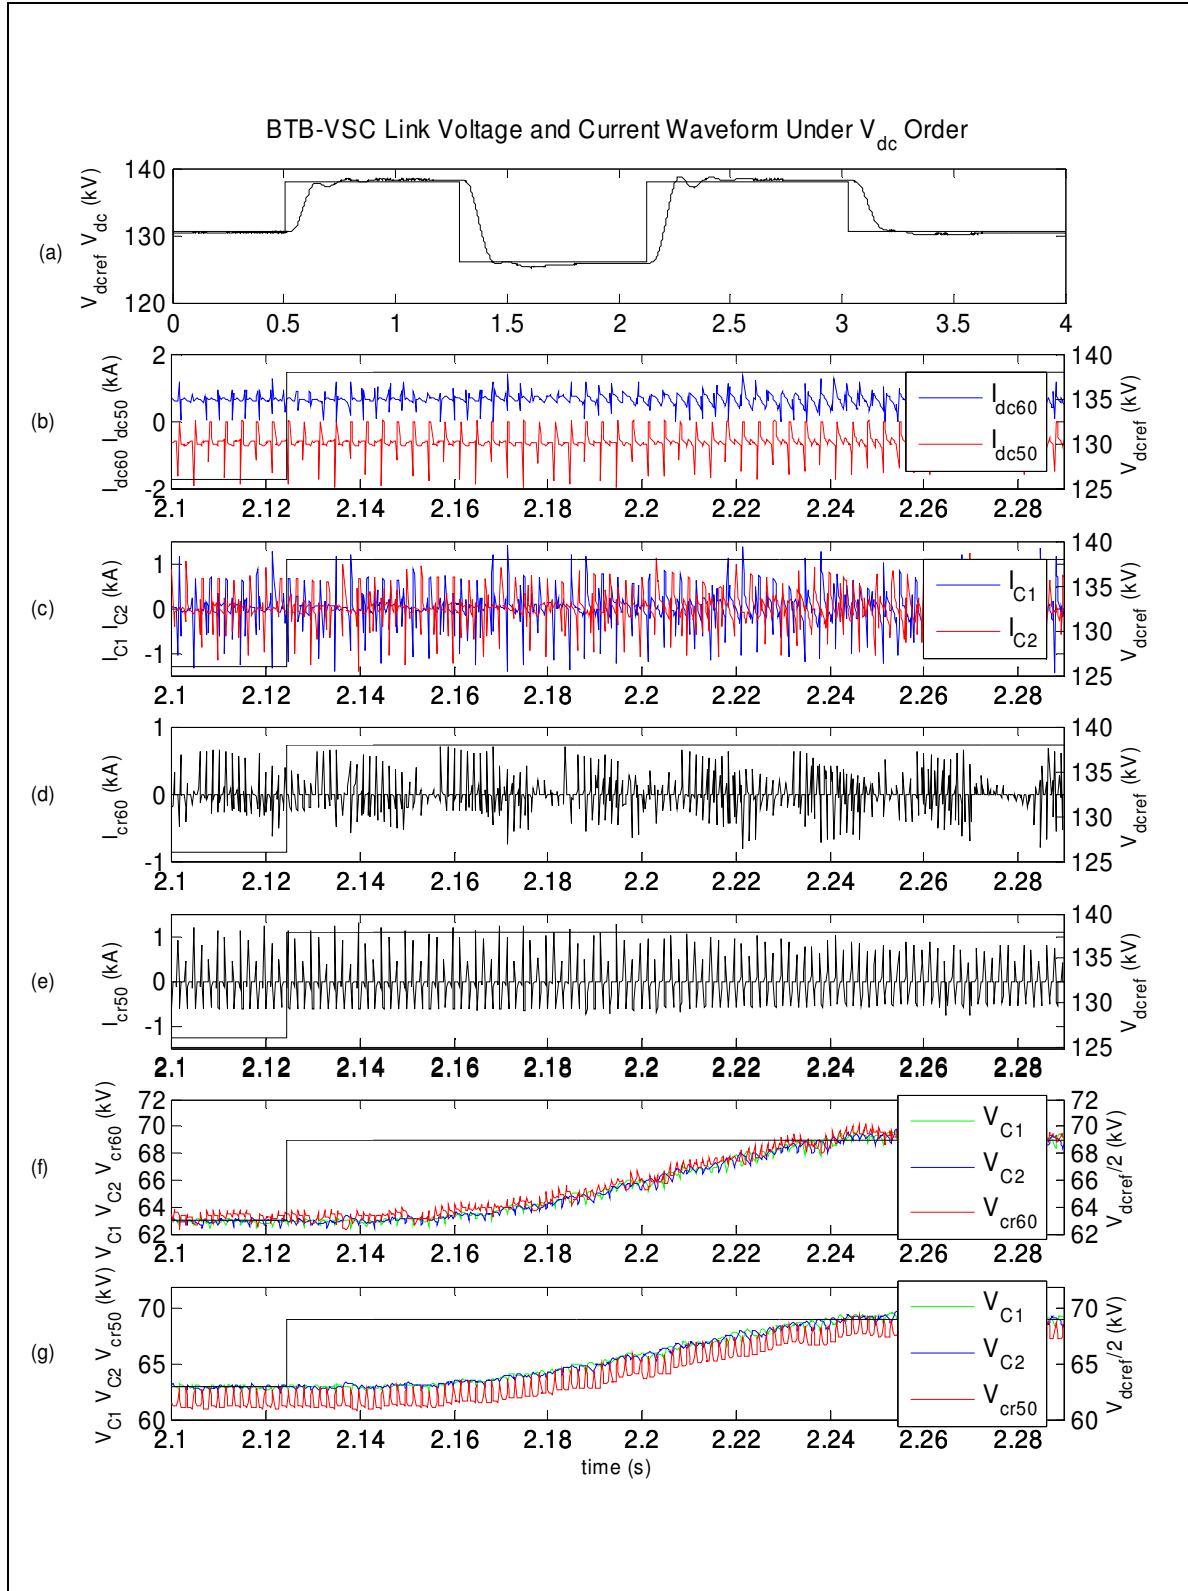 BTB-VSC Link Voltage and Current Waveform Under V_dc Order
(a)
V_dcref V_dc (kV)
140
130
120
0 0.5 1 1.5 2 2.5 3 3.5 4
(b)
I_dc60 I_dc50 (kA)
2
0
-2
140
135
130
125
V_dcref (kV)
I_dc60
I_dc50
2.1 2.12 2.14 2.16 2.18 2.2 2.22 2.24 2.26 2.28
(c)
I_C1 I_C2 (kA)
1
0
-1
140
135
130
125
V_dcref (kV)
I_C1
I_C2
2.1 2.12 2.14 2.16 2.18 2.2 2.22 2.24 2.26 2.28
(d)
I_cr60 (kA)
1
0
-1
140
135
130
125
V_dcref (kV)
2.1 2.12 2.14 2.16 2.18 2.2 2.22 2.24 2.26 2.28
(e)
I_cr50 (kA)
1
0
-1
140
135
130
125
V_dcref (kV)
2.1 2.12 2.14 2.16 2.18 2.2 2.22 2.24 2.26 2.28
(f)
V_C1 V_C2 V_cr60 (kV)
72
70
68
66
64
62
72
70
68
66
64
62
V_dcref/2 (kV)
V_C1
V_C2
V_cr60
2.1 2.12 2.14 2.16 2.18 2.2 2.22 2.24 2.26 2.28
(g)
V_C1 V_C2 V_cr50 (kV)
70
65
60
70
65
60
V_dcref/2 (kV)
V_C1
V_C2
V_cr50
2.1 2.12 2.14 2.16 2.18 2.2 2.22 2.24 2.26 2.28
time (s)